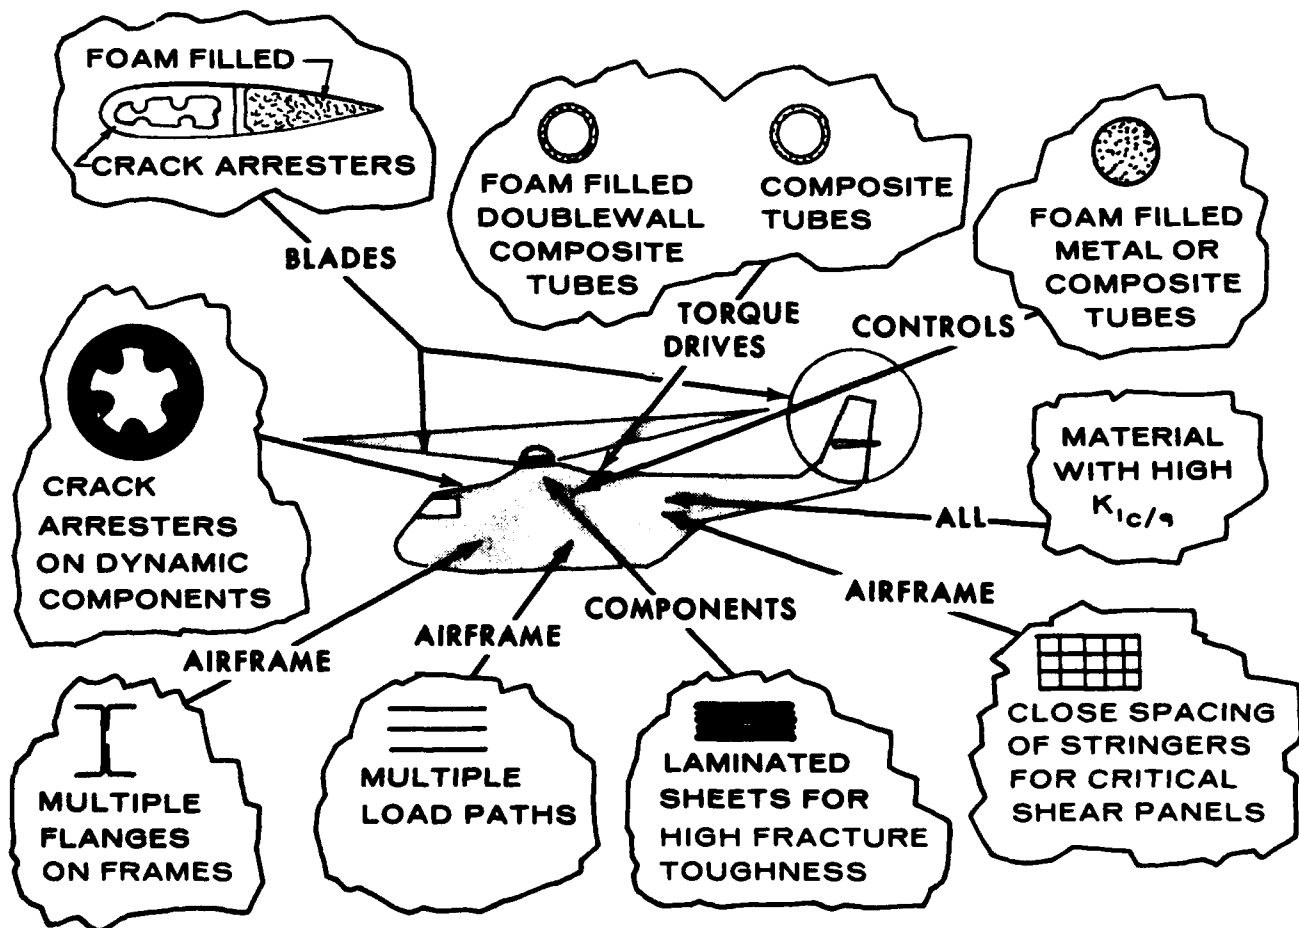 FOAM FILLED
CRACK ARRESTERS
BLADES
FOAM FILLED
DOUBLEWALL
COMPOSITE
TUBES
COMPOSITE
TUBES
TORQUE
DRIVES
FOAM FILLED
METAL OR
COMPOSITE
TUBES
CONTROLS
CRACK
ARRESTERS
ON DYNAMIC
COMPONENTS
MATERIAL
WITH HIGH
K
ALL
AIRFRAME
MULTIPLE
FLANGES
ON FRAMES
AIRFRAME
MULTIPLE
LOAD PATHS
COMPONENTS
LAMINATED
SHEETS FOR
HIGH FRACTURE
TOUGHNESS
AIRFRAME
CLOSE SPACING
OF STRINGERS
FOR CRITICAL
SHEAR PANELS